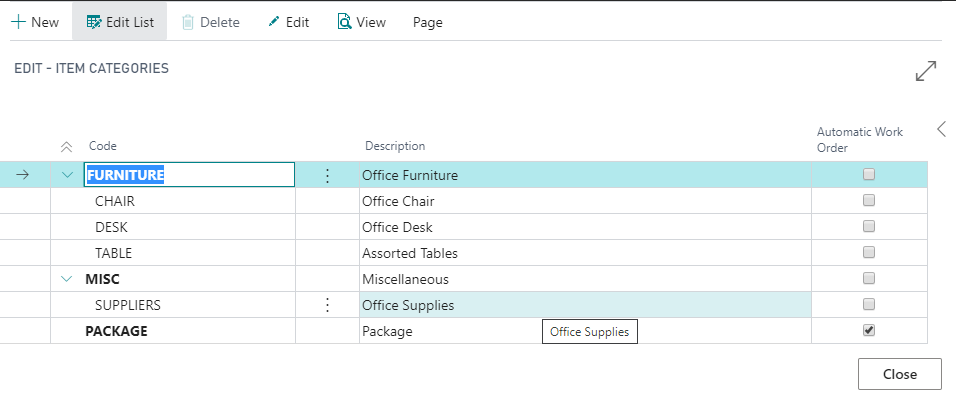 New Edit List Delete Edit View Page
EDIT - ITEM CATEGORIES
Code Description Automatic Work
Order
FURNITURE Office Furniture
CHAIR Office Chair
DESK Office Desk
TABLE Assorted Tables
MISC Miscellaneous
SUPPLIERS Office Supplies
PACKAGE Package Office Supplies
Close